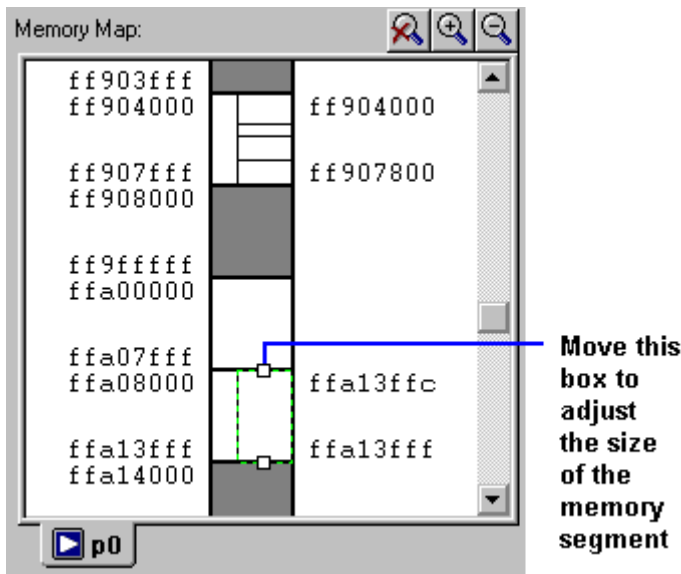 Memory Map:
ff903fff
ff904000 ff904000
ff907fff ff907800
ff908000
ff9fffff
ffa00000
ffa07fff
ffa08000 ffa13ffc
ffa13fff ffa13fff
ffa14000
p0
Move this
box to
adjust
the size
of the
memory
segment